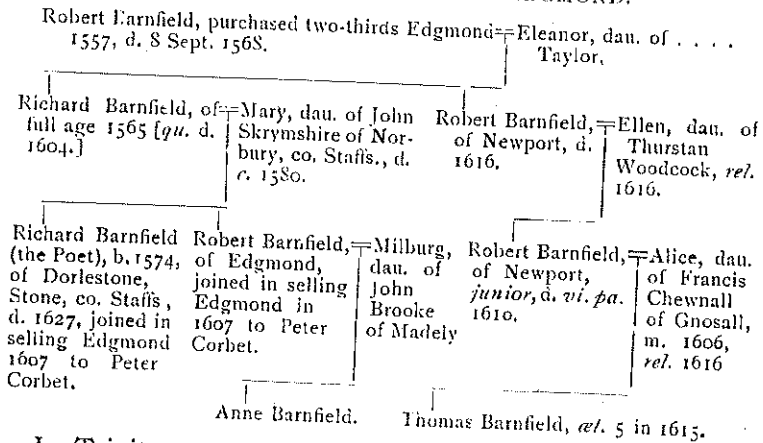 Robert Barnfield, purchased two-thirds Edgmond=Eleanor, dau. of . . . .
1557, d. 8 Sept. 1568.
Taylor.
Richard Barnfield, of
full age 1565 [qu. d.
1604.]
=Mary, dau. of John
Skrymshire of Nor-
bury, co. Staffs., d.
c. 1580.
Robert Barnfield,
of Newport, d.
1616.
=Ellen, dau. of
Thurstan
Woodcock, rel.
1616.
Richard Barnfield
(the Poet), b. 1574,
of Dorlestone,
Stone, co. Staffs,
d. 1627, joined in
selling Edgmond
1607 to Peter
Corbet.
Robert Barnfield,
of Edgmond,
joined in selling
Edgmond in
1607 to Peter
Corbet.
=Milburg,
dau. of
John
Brooke
of Madely
Robert Barnfield,
of Newport,
junior, d. vi. pa.
1610.
=Alice, dau.
of Francis
Chewnall
of Gnosall,
m. 1606,
rel. 1616
Anne Barnfield.
Thomas Barnfield, æt. 5 in 1615.